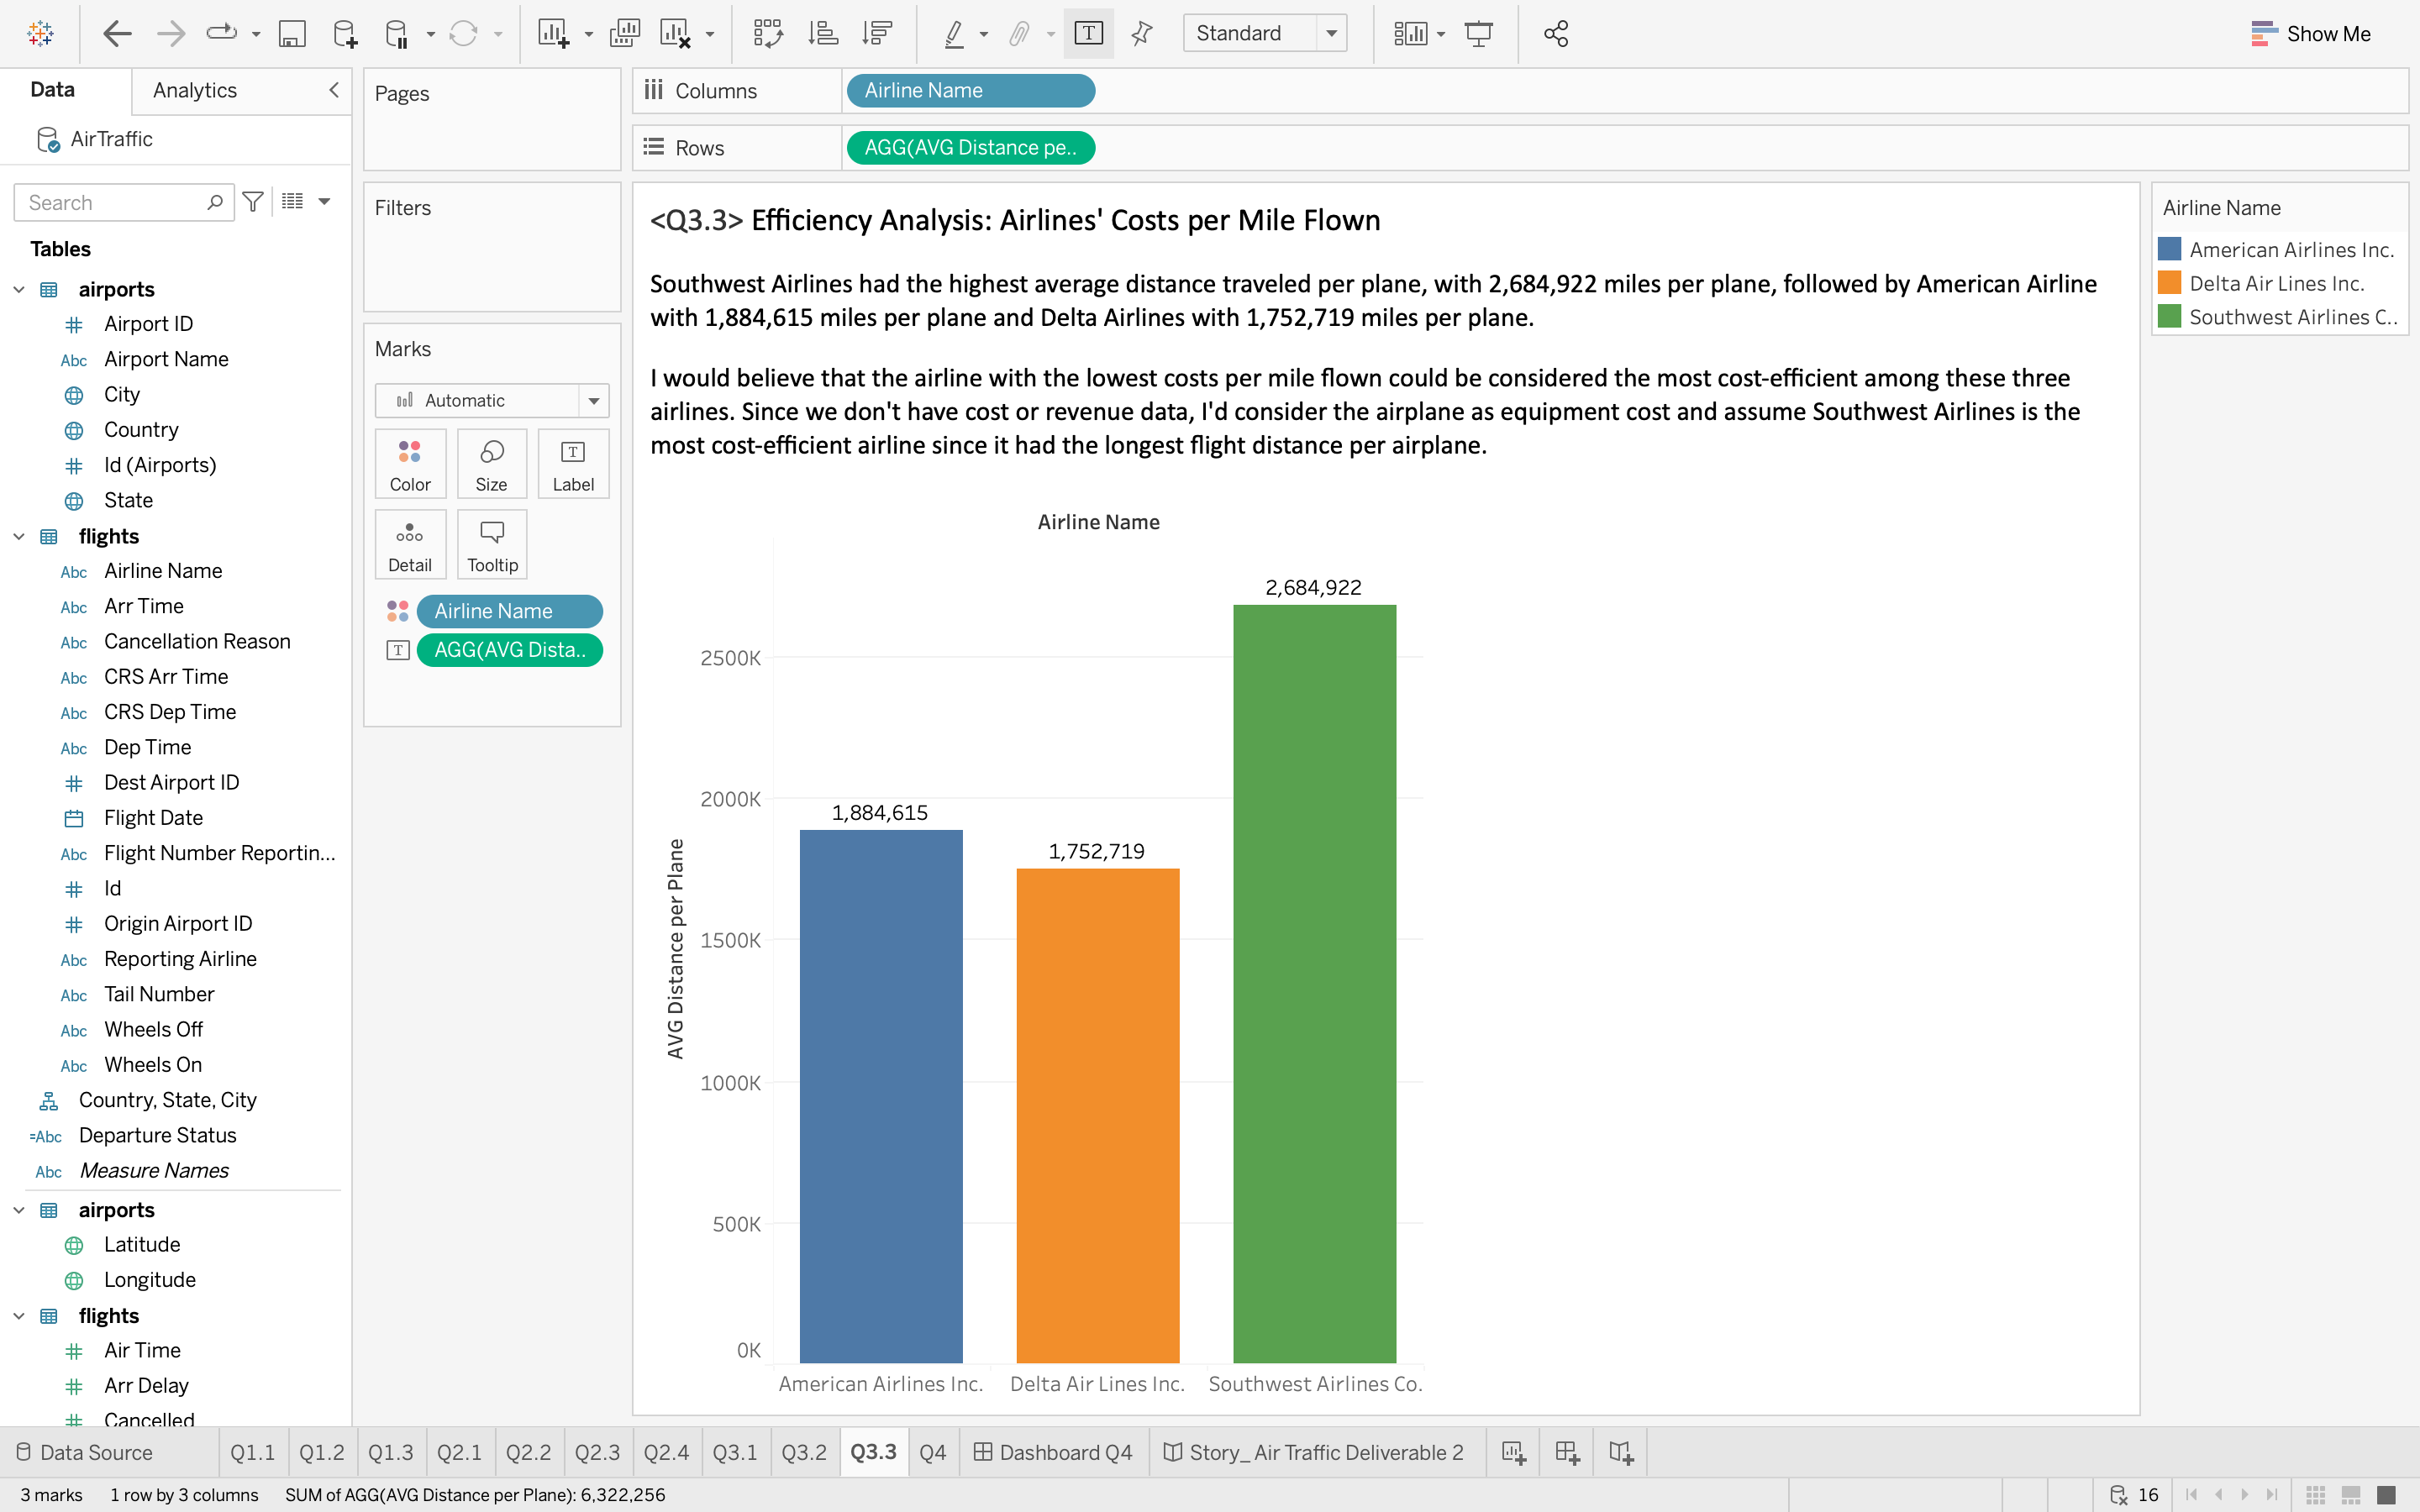 Standard
Show Me
Data
Analytics
AirTraffic
Search
Tables
airports
Airport ID
Abc Airport Name
City
Country
Id (Airports)
State
flights
Abc Airline Name
Abc Arr Time
Abc Cancellation Reason
Abc CRS Arr Time
Abc CRS Dep Time
Abc Dep Time
Dest Airport ID
Flight Date
Abc Flight Number Reportin...
Id
Origin Airport ID
Abc Reporting Airline
Abc Tail Number
Abc Wheels Off
Abc Wheels On
Country, State, City
=Abc Departure Status
Abc Measure Names
airports
Latitude
Longitude
flights
Air Time
Arr Delay
Cancelled
Pages
Filters
Marks
Automatic
Color
Size
T
Label
Detail
Tooltip
Airline Name
T AGG(AVG Dista..
Columns
Airline Name
Rows
AGG(AVG Distance pe..
<Q3.3> Efficiency Analysis: Airlines' Costs per Mile Flown
Southwest Airlines had the highest average distance traveled per plane, with 2,684,922 miles per plane, followed by American Airline
with 1,884,615 miles per plane and Delta Airlines with 1,752,719 miles per plane.
I would believe that the airline with the lowest costs per mile flown could be considered the most cost-efficient among these three
airlines. Since we don't have cost or revenue data, I'd consider the airplane as equipment cost and assume Southwest Airlines is the
most cost-efficient airline since it had the longest flight distance per airplane.
Airline Name
AVG Distance per Plane
2500K
2000K
1500K
1000K
500K
0K
1,884,615
1,752,719
2,684,922
American Airlines Inc.
Delta Air Lines Inc.
Southwest Airlines Co.
Airline Name
American Airlines Inc.
Delta Air Lines Inc.
Southwest Airlines C..
Data Source
Q1.1
Q1.2
Q1.3
Q2.1
Q2.2
Q2.3
Q2.4
Q3.1
Q3.2
Q3.3
Q4
Dashboard Q4
Story_ Air Traffic Deliverable 2
3 marks
1 row by 3 columns
SUM of AGG(AVG Distance per Plane): 6,322,256
16